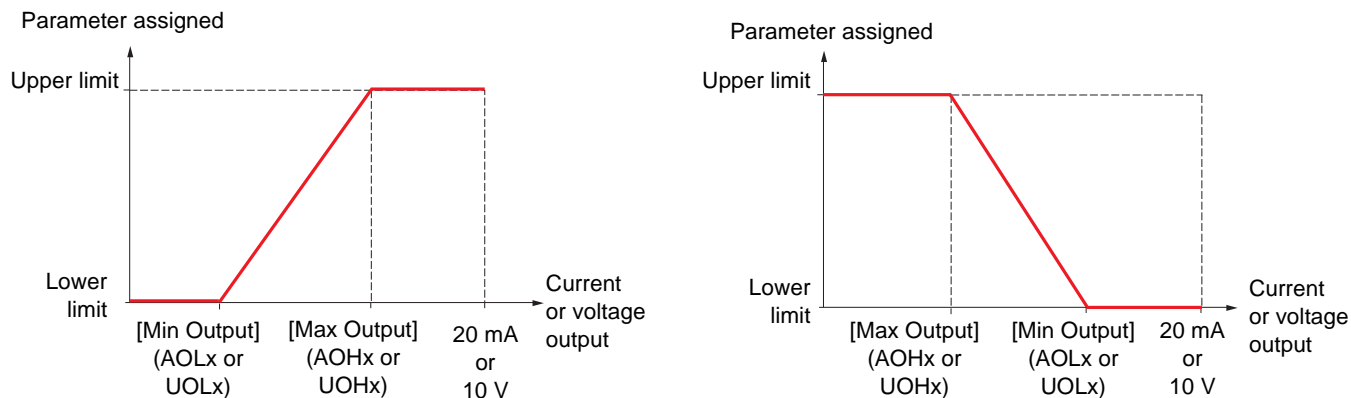 Parameter assigned
Upper limit
Lower
limit
[Min Output]
(AOLx or
UOLx)
[Max Output]
(AOHx or
UOHx)
20 mA
or
10 V
Current
or voltage
output
Parameter assigned
Upper limit
Lower
limit
[Max Output]
(AOHx or
UOHx)
[Min Output]
(AOLx or
UOLx)
20 mA
or
10 V
Current
or voltage
output